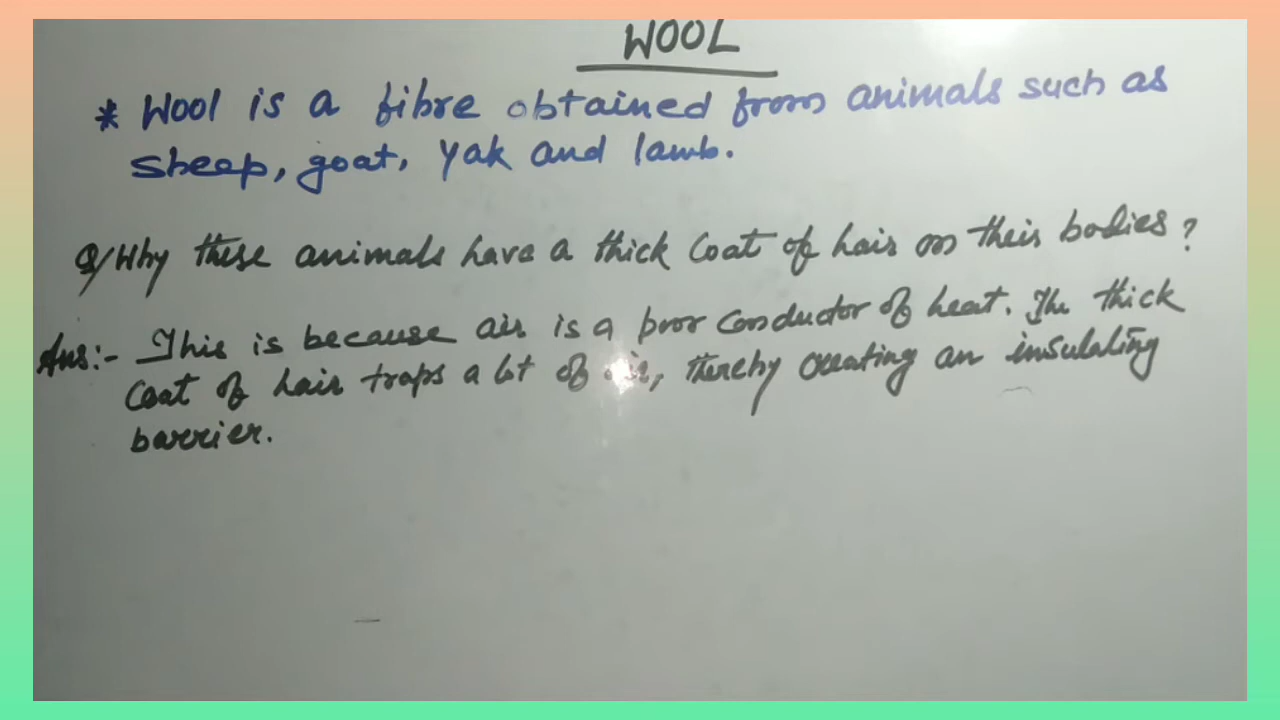 WOOL
* Wool is a fibre obtained from animals such as
sheep, goat, yak and lamb.
Q/Why these animals have a thick coat of hair on their bodies?
Ans:- This is because air is a poor conductor of heat. The thick
coat of hair traps a lot of air, thereby creating an insulating
barrier.